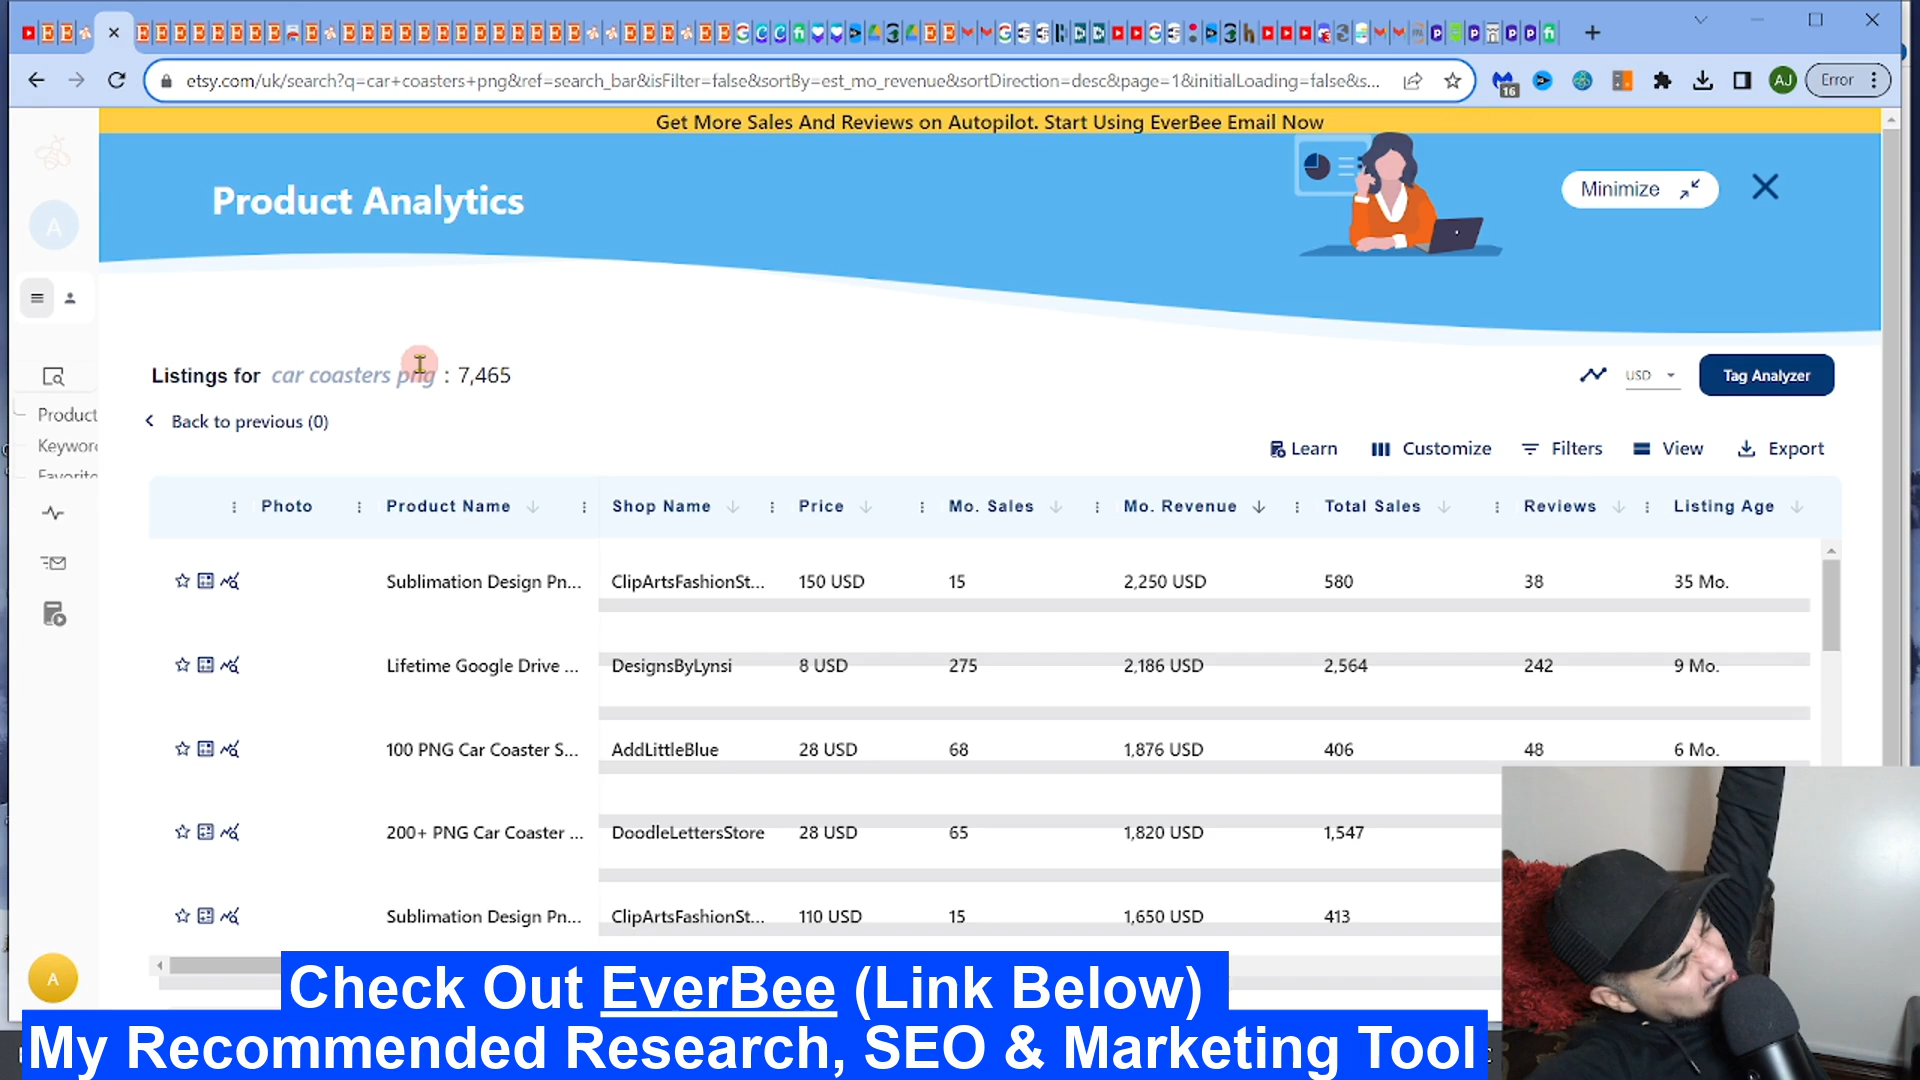 etsy.com/uk/search?q=car+coasters+png&ref=search_bar&isFilter=false&sortBy=est_mo_revenue&sortDirection=desc&page=1&initialLoading=false&s...
16
AJ
Error
Get More Sales And Reviews on Autopilot. Start Using EverBee Email Now
Product Analytics
Minimize
A
Listings for car coasters png : 7,465
USD
Tag Analyzer
Product
Keywor
Favorite
Back to previous (0)
Learn
Customize
Filters
View
Export
Photo
Product Name
Shop Name
Price
Mo. Sales
Mo. Revenue
Total Sales
Reviews
Listing Age
Sublimation Design Pn... ClipArtsFashionSt... 150 USD 15 2,250 USD 580 38 35 Mo.
Lifetime Google Drive ... DesignsByLynsi 8 USD 275 2,186 USD 2,564 242 9 Mo.
100 PNG Car Coaster S... AddLittleBlue 28 USD 68 1,876 USD 406 48 6 Mo.
200+ PNG Car Coaster ... DoodleLettersStore 28 USD 65 1,820 USD 1,547
Sublimation Design Pn... ClipArtsFashionSt... 110 USD 15 1,650 USD 413
A
Check Out EverBee (Link Below)
My Recommended Research, SEO & Marketing Tool